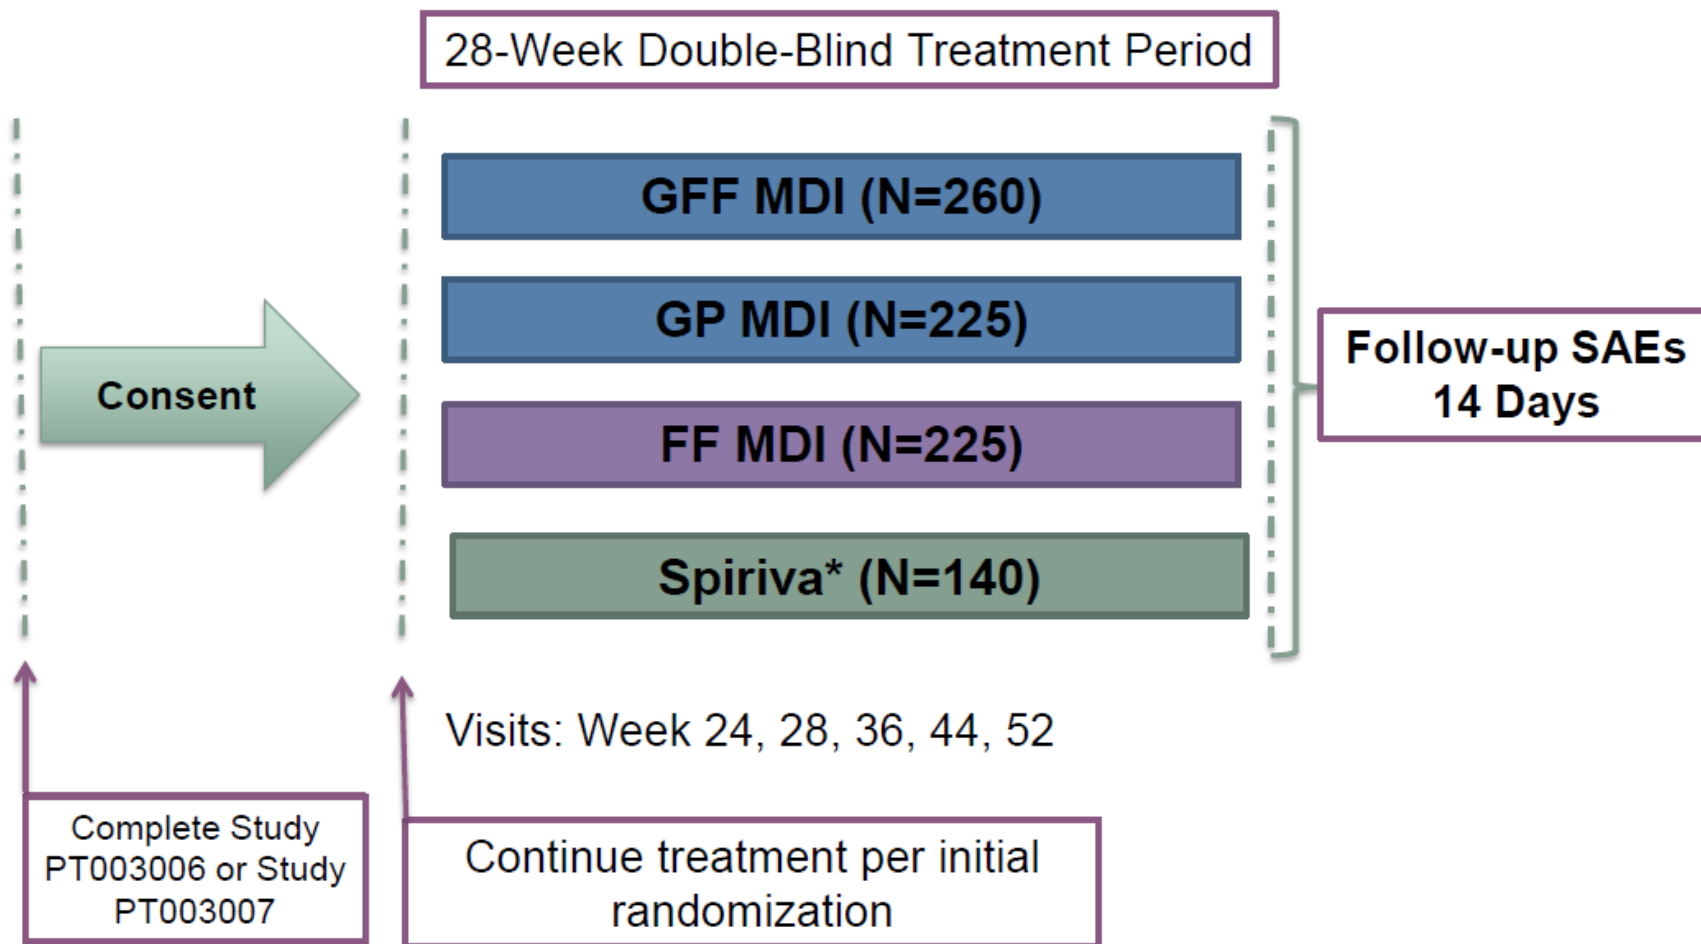 28-Week Double-Blind Treatment Period
GFF MDI (N=260)
GP MDI (N=225)
FF MDI (N=225)
Spiriva* (N=140)
Consent
Follow-up SAEs
14 Days
Visits: Week 24, 28, 36, 44, 52
Complete Study
PT003006 or Study
PT003007
Continue treatment per initial
randomization